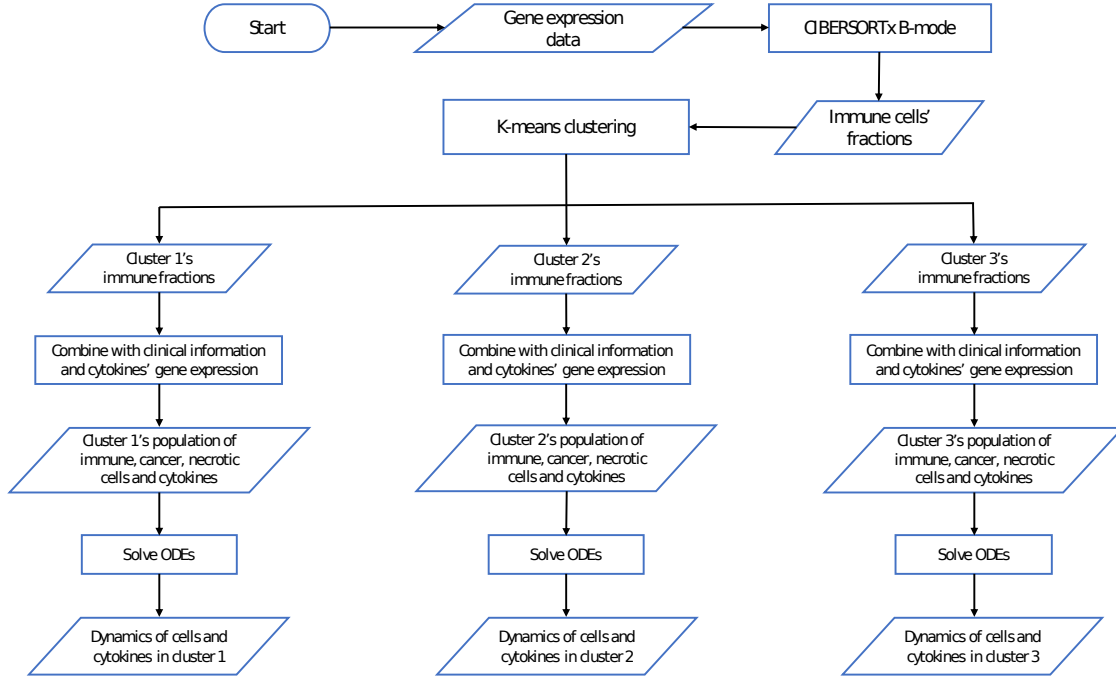 Start
Gene expression
data
CIBERSORTx B-mode
K-means clustering
Immune cells'
fractions
Cluster 1's
immune fractions
Cluster 2's
immune fractions
Cluster 3's
immune fractions
Combine with clinical information
and cytokines' gene expression
Combine with clinical information
and cytokines' gene expression
Combine with clinical information
and cytokines' gene expression
Cluster 1's population of
immune, cancer, necrotic
cells and cytokines
Cluster 2's population of
immune, cancer, necrotic
cells and cytokines
Cluster 3's population of
immune, cancer, necrotic
cells and cytokines
Solve ODEs
Solve ODEs
Solve ODEs
Dynamics of cells and
cytokines in cluster 1
Dynamics of cells and
cytokines in cluster 2
Dynamics of cells and
cytokines in cluster 3